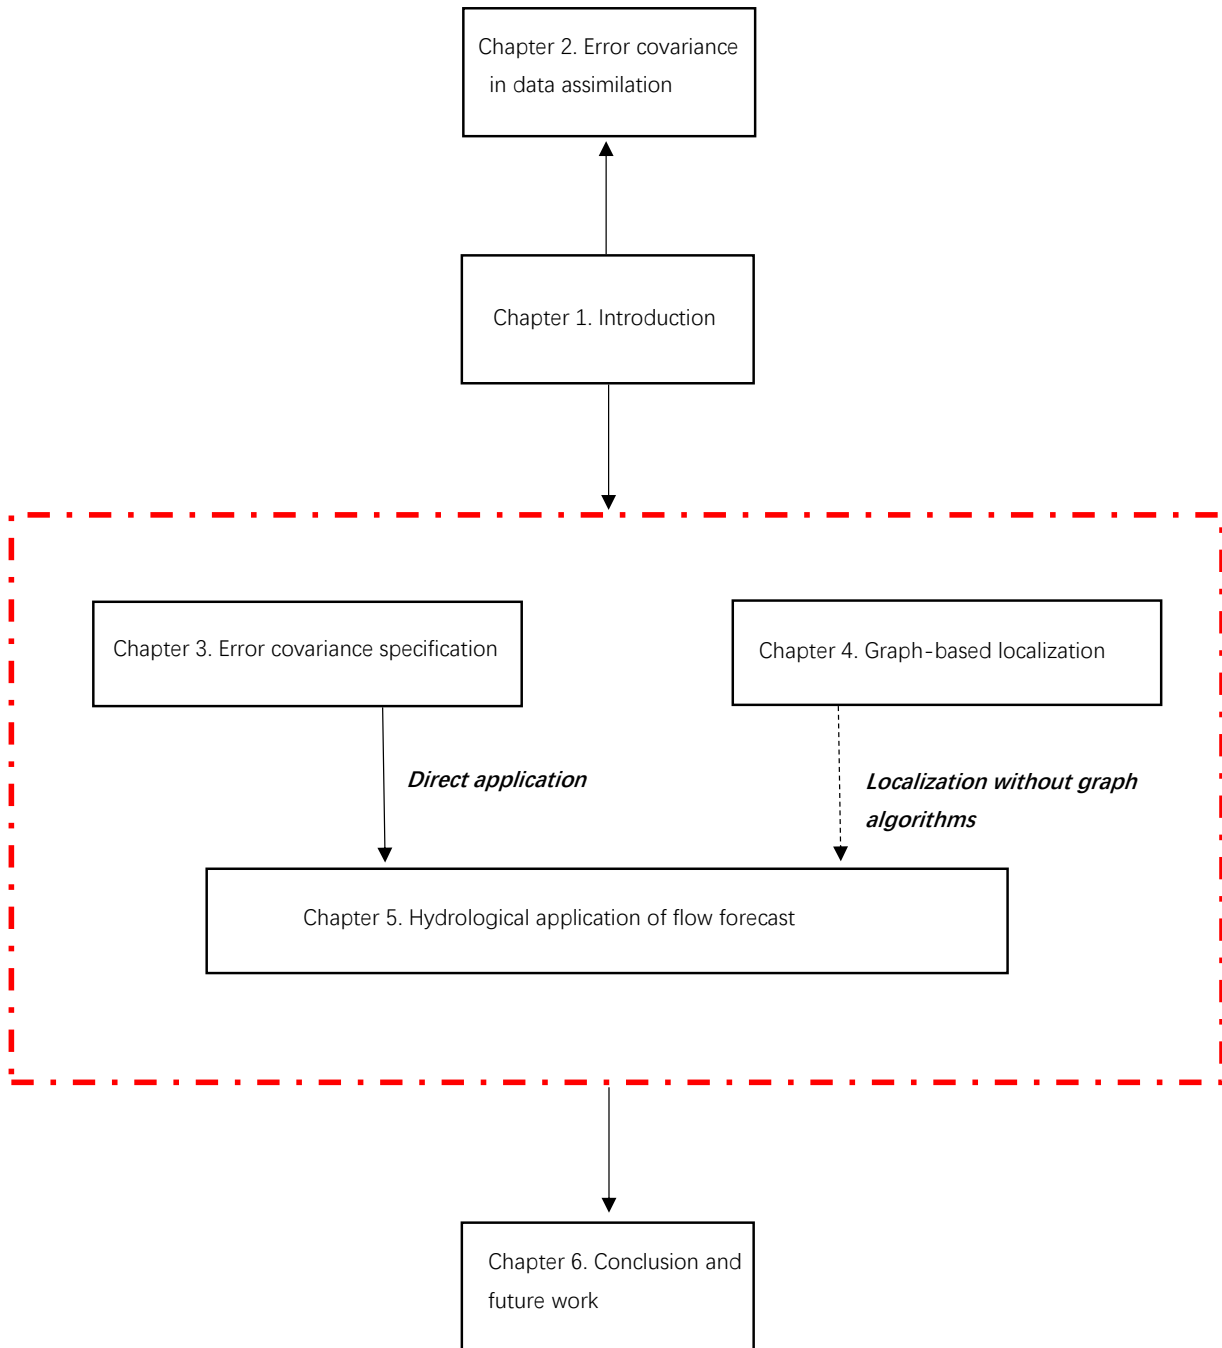 Chapter 2. Error covariance
in data assimilation
Chapter 1. Introduction
Chapter 3. Error covariance specification
Chapter 4. Graph-based localization
Direct application
Localization without graph
algorithms
Chapter 5. Hydrological application of flow forecast
Chapter 6. Conclusion and
future work